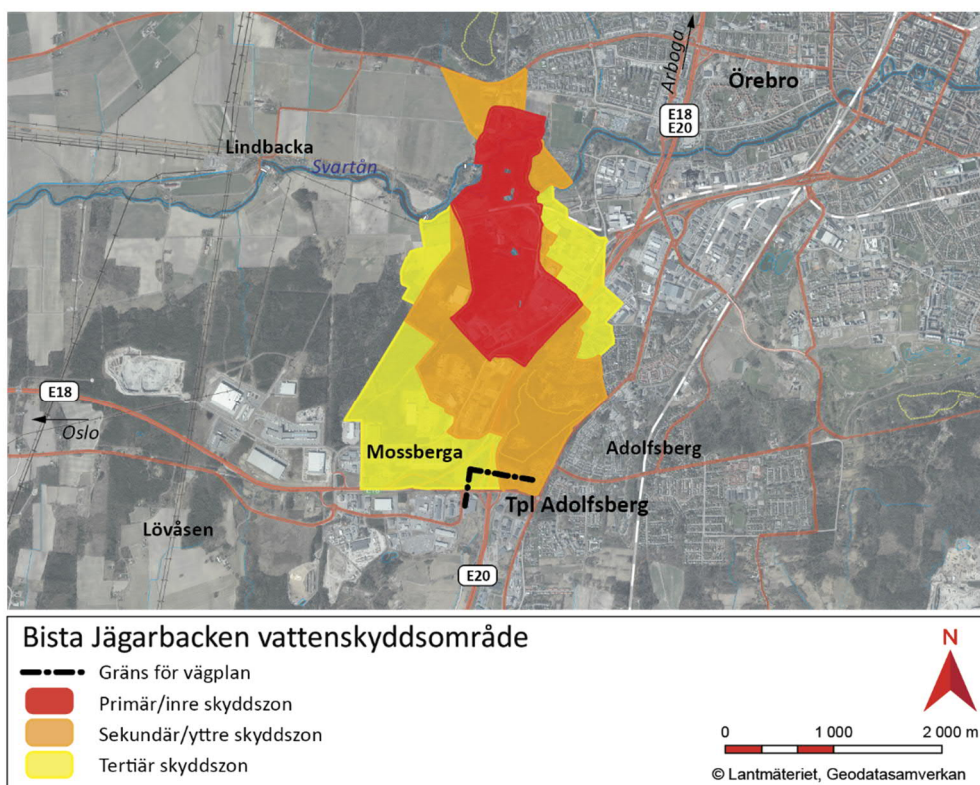 Arboga
Örebro
E18
E20
Lindbacka
Svartån
E18
Oslo
Mossberga
Adolfsberg
Tpl Adolfsberg
Lövåsen
E20
Bista Jägarbacken vattenskyddsområde
Gräns för vägplan
Primär/inre skyddszon
Sekundär/yttre skyddszon
Tertiär skyddszon
N
0 1 000 2 000 m
© Lantmäteriet, Geodatasamverkan